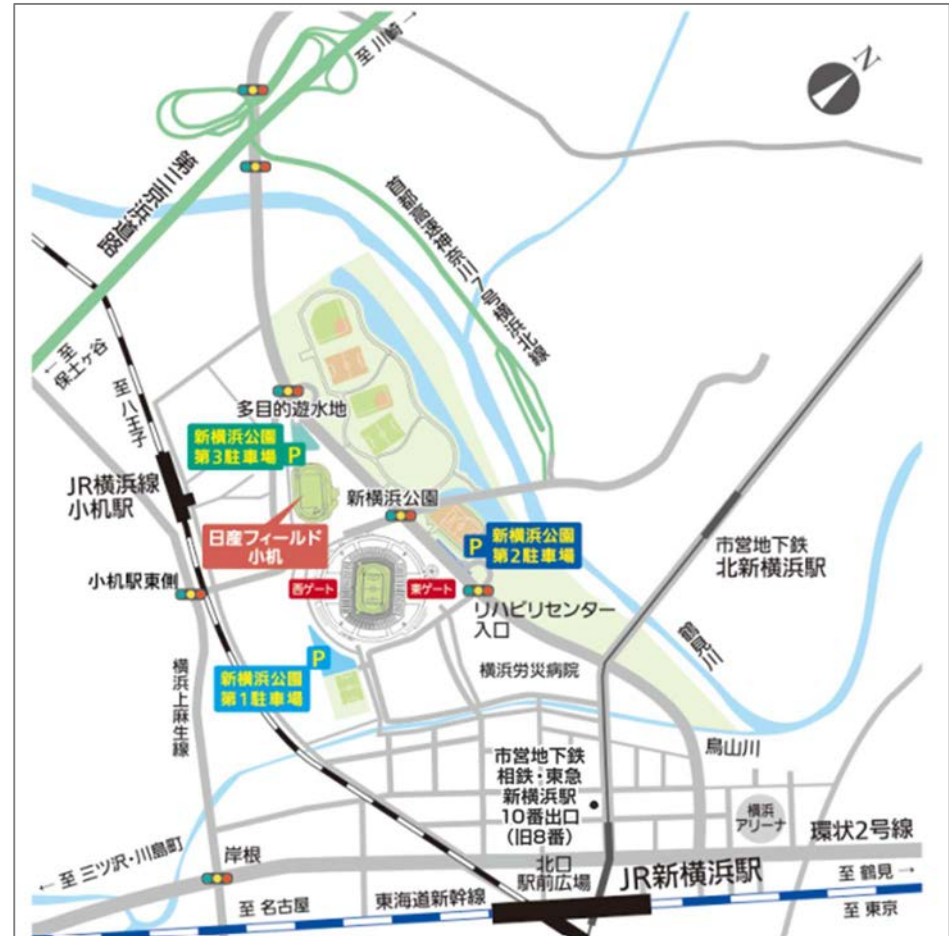 至 川崎 →
N
第三京浜道路
首都高速神奈川7号横浜北線
← 至
保土ヶ谷
至 八王子
多目的遊水地
新横浜公園
第3駐車場
P
JR横浜線
小机駅
新横浜公園
日産フィールド
小机
P
新横浜公園
第2駐車場
市営地下鉄
北新横浜駅
小机駅東側
西ゲート
東ゲート
リハビリセンター
入口
鶴見川
P
新横浜公園
第1駐車場
横浜労災病院
横浜上麻生線
鳥山川
市営地下鉄
相鉄・東急
新横浜駅
10番出口
(旧8番)
横浜
アリーナ
環状2号線
← 至 三ツ沢・川島町
岸根
北口
駅前広場
JR新横浜駅
至 鶴見 →
至 名古屋
東海道新幹線
至 東京